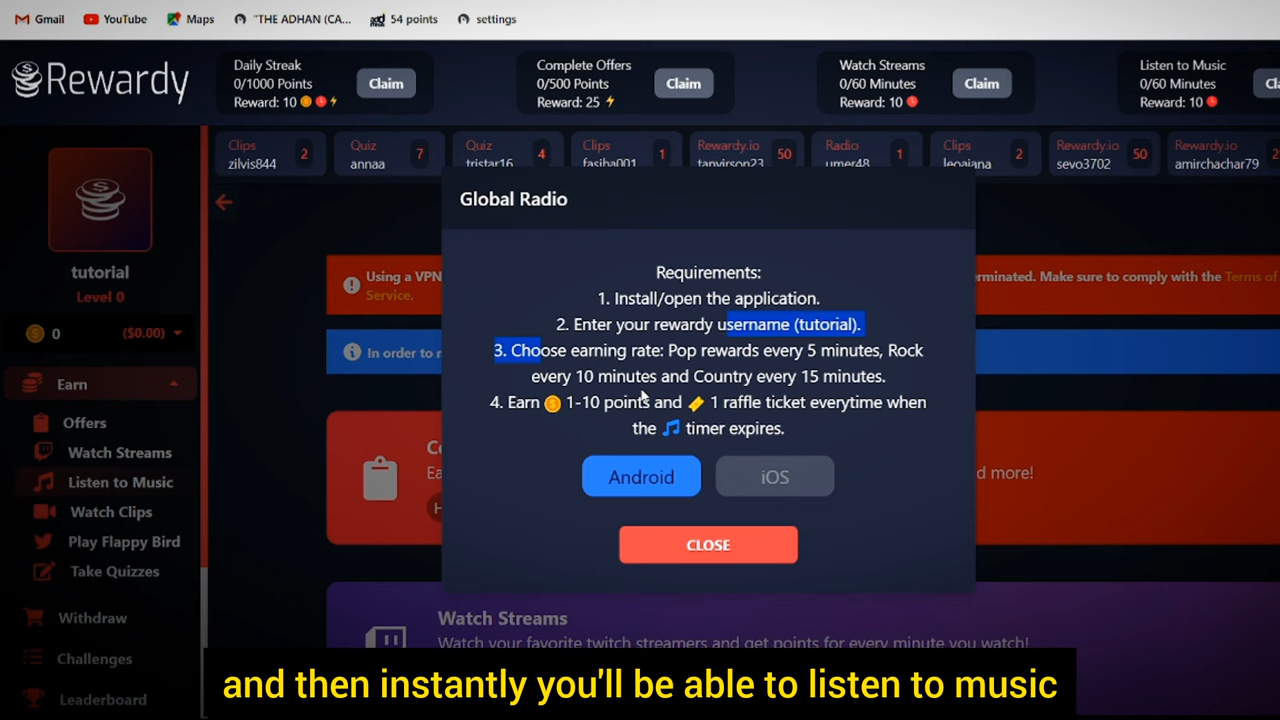 Gmail
YouTube
Maps
"THE ADHAN (CA...
54 points
settings
Rewardy
Daily Streak
0/1000 Points
Reward: 10
Claim
Complete Offers
0/500 Points
Reward: 25
Claim
Watch Streams
0/60 Minutes
Reward: 10
Claim
Listen to Music
0/60 Minutes
Reward: 10
Clips
zilvis844
2
Quiz
annaa
7
Quiz
tristar16
4
Clips
fasiha001
1
Rewardy.io
tanvirson23
50
Radio
umer48
1
Clips
leoaiana
2
Rewardy.io
sevo3702
50
Rewardy.io
amirchachar79
tutorial
Level 0
0 ($0.00)
Earn
Offers
Watch Streams
Listen to Music
Watch Clips
Play Flappy Bird
Take Quizzes
Withdraw
Challenges
Leaderboard
Using a VPN
Service.
rminated. Make sure to comply with the Terms of
In order to
d more!
Global Radio
Requirements:
1. Install/open the application.
2. Enter your rewardy username (tutorial).
3. Choose earning rate: Pop rewards every 5 minutes, Rock
every 10 minutes and Country every 15 minutes.
4. Earn 1-10 points and 1 raffle ticket everytime when
the timer expires.
Android
iOS
CLOSE
Watch Streams
Watch your favorite twitch streamers and get points for every minute you watch!
and then instantly you'll be able to listen to music